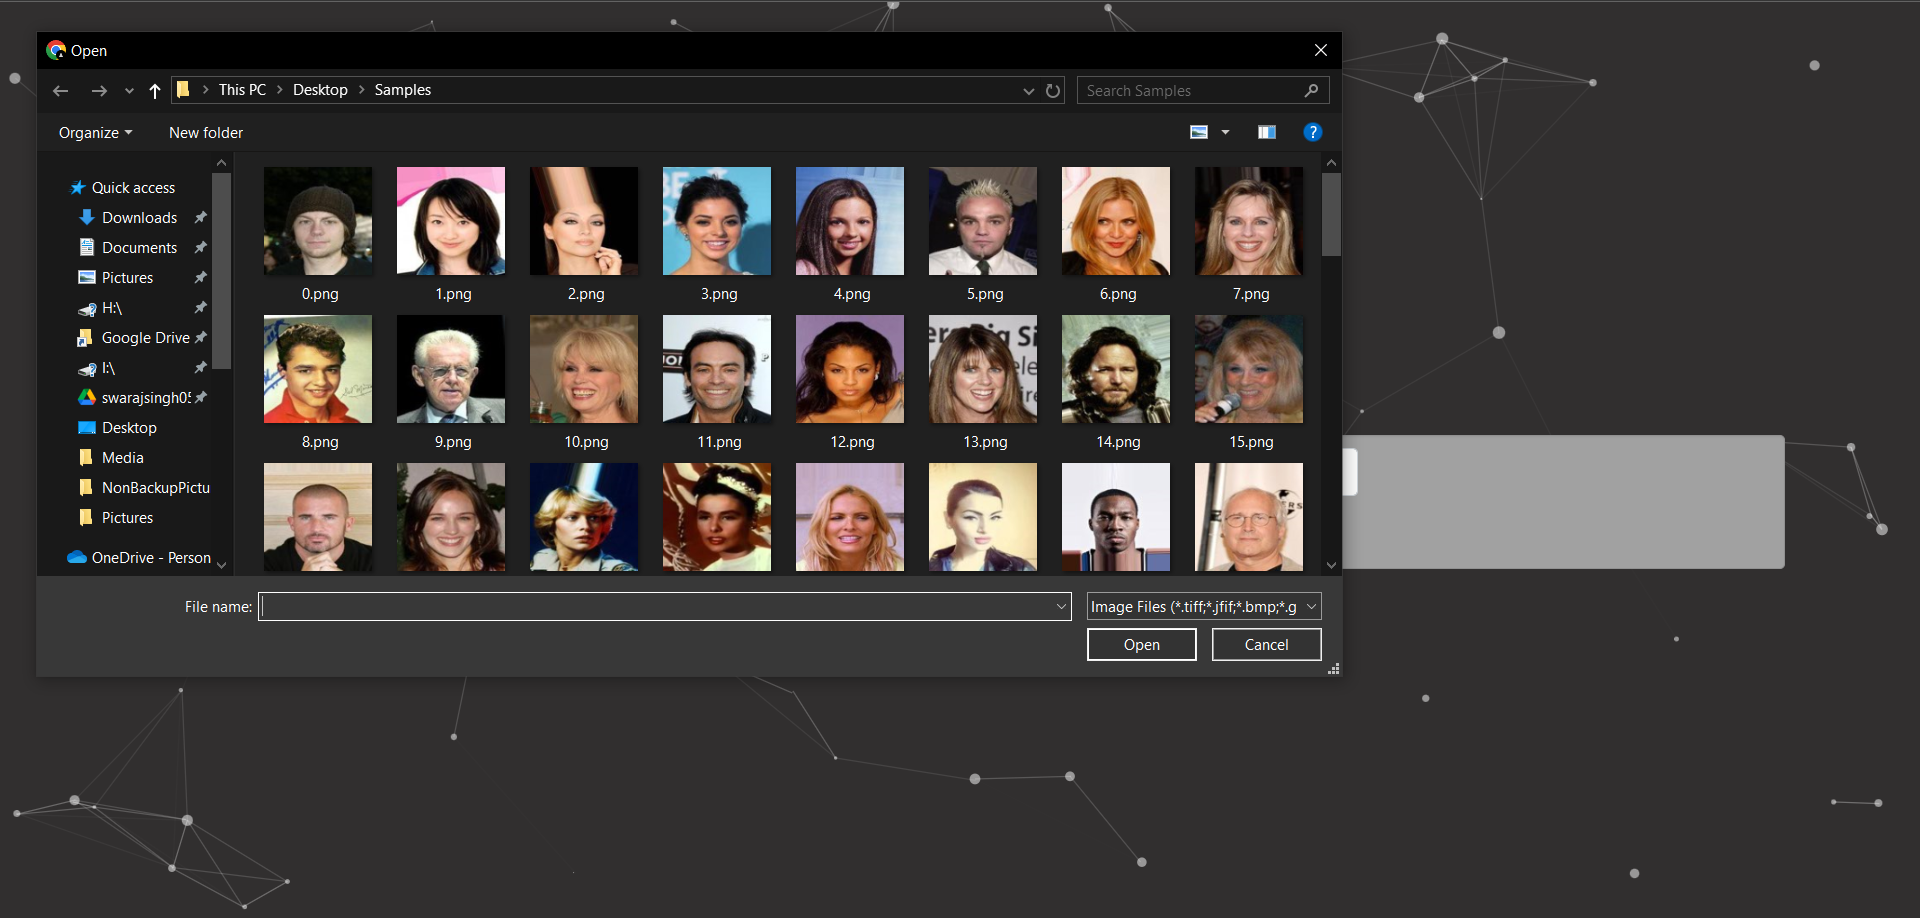 Open
This PC > Desktop > Samples
Search Samples
Organize
New folder
?
Quick access
Downloads
Documents
Pictures
H:\
Google Drive
I:\
swarajsingh05
Desktop
Media
NonBackupPictu
Pictures
OneDrive - Person
0.png 1.png 2.png 3.png 4.png 5.png 6.png 7.png
8.png 9.png 10.png 11.png 12.png 13.png 14.png 15.png
File name:
Image Files (*.tiff;*.jfif;*.bmp;*.g
Open
Cancel